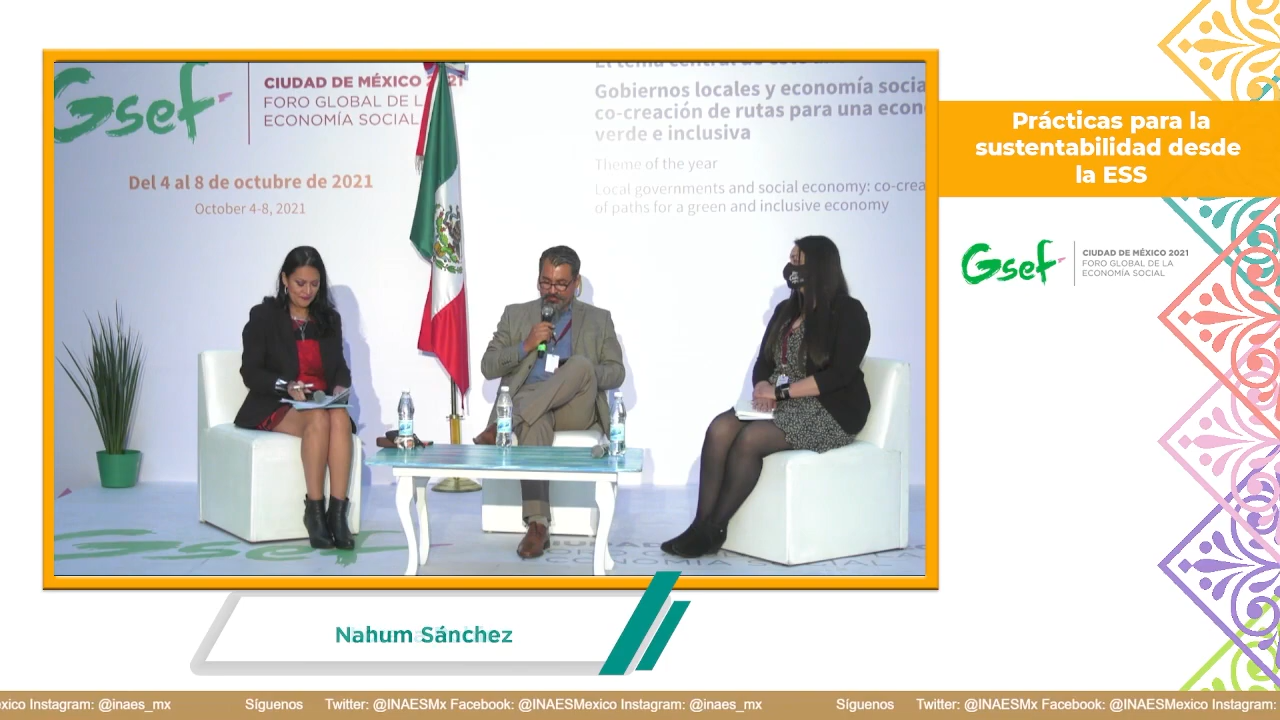 Gsef
CIUDAD DE MÉXICO 2021
FORO GLOBAL DE L
ECONOMÍA SOCIAL
Del 4 al 8 de octubre de 2021
October 4-8, 2021
Gobiernos locales y economía socia
co-creación de rutas para una econ
verde e inclusiva
Theme of the year
Local governments and social economy: co-crea
of paths for a green and inclusive economy
Prácticas para la
sustentabilidad desde
la ESS
Gsef
CIUDAD DE MÉXICO 2021
FORO GLOBAL DE LA
ECONOMÍA SOCIAL
Gsef
ECONOMÍA SOCIAL
Nahum Sánchez
exico Instagram: @inaes_mx Síguenos Twitter: @INAESMx Facebook: @INAESMexico Instagram: @inaes_mx Síguenos Twitter: @INAESMx Facebook: @INAESMexico Instagram: